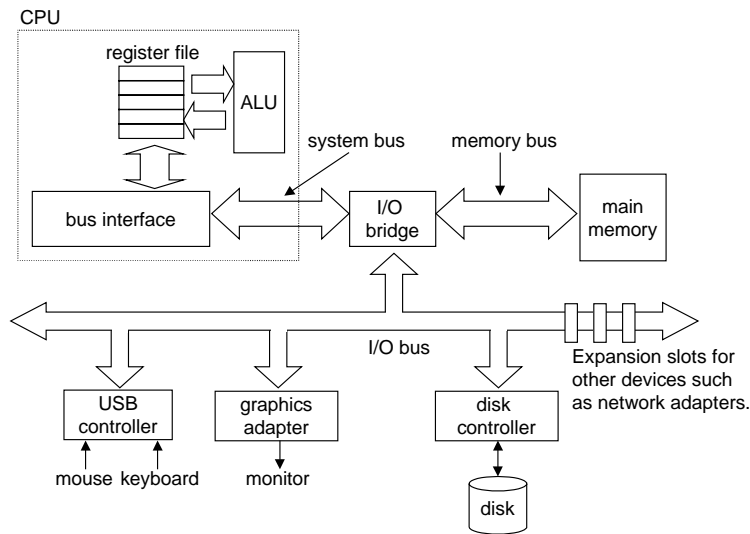 CPU
register file
ALU
system bus
memory bus
bus interface
I/O
bridge
main
memory
I/O bus
Expansion slots for
other devices such
as network adapters.
USB
controller
graphics
adapter
disk
controller
mouse keyboard
monitor
disk